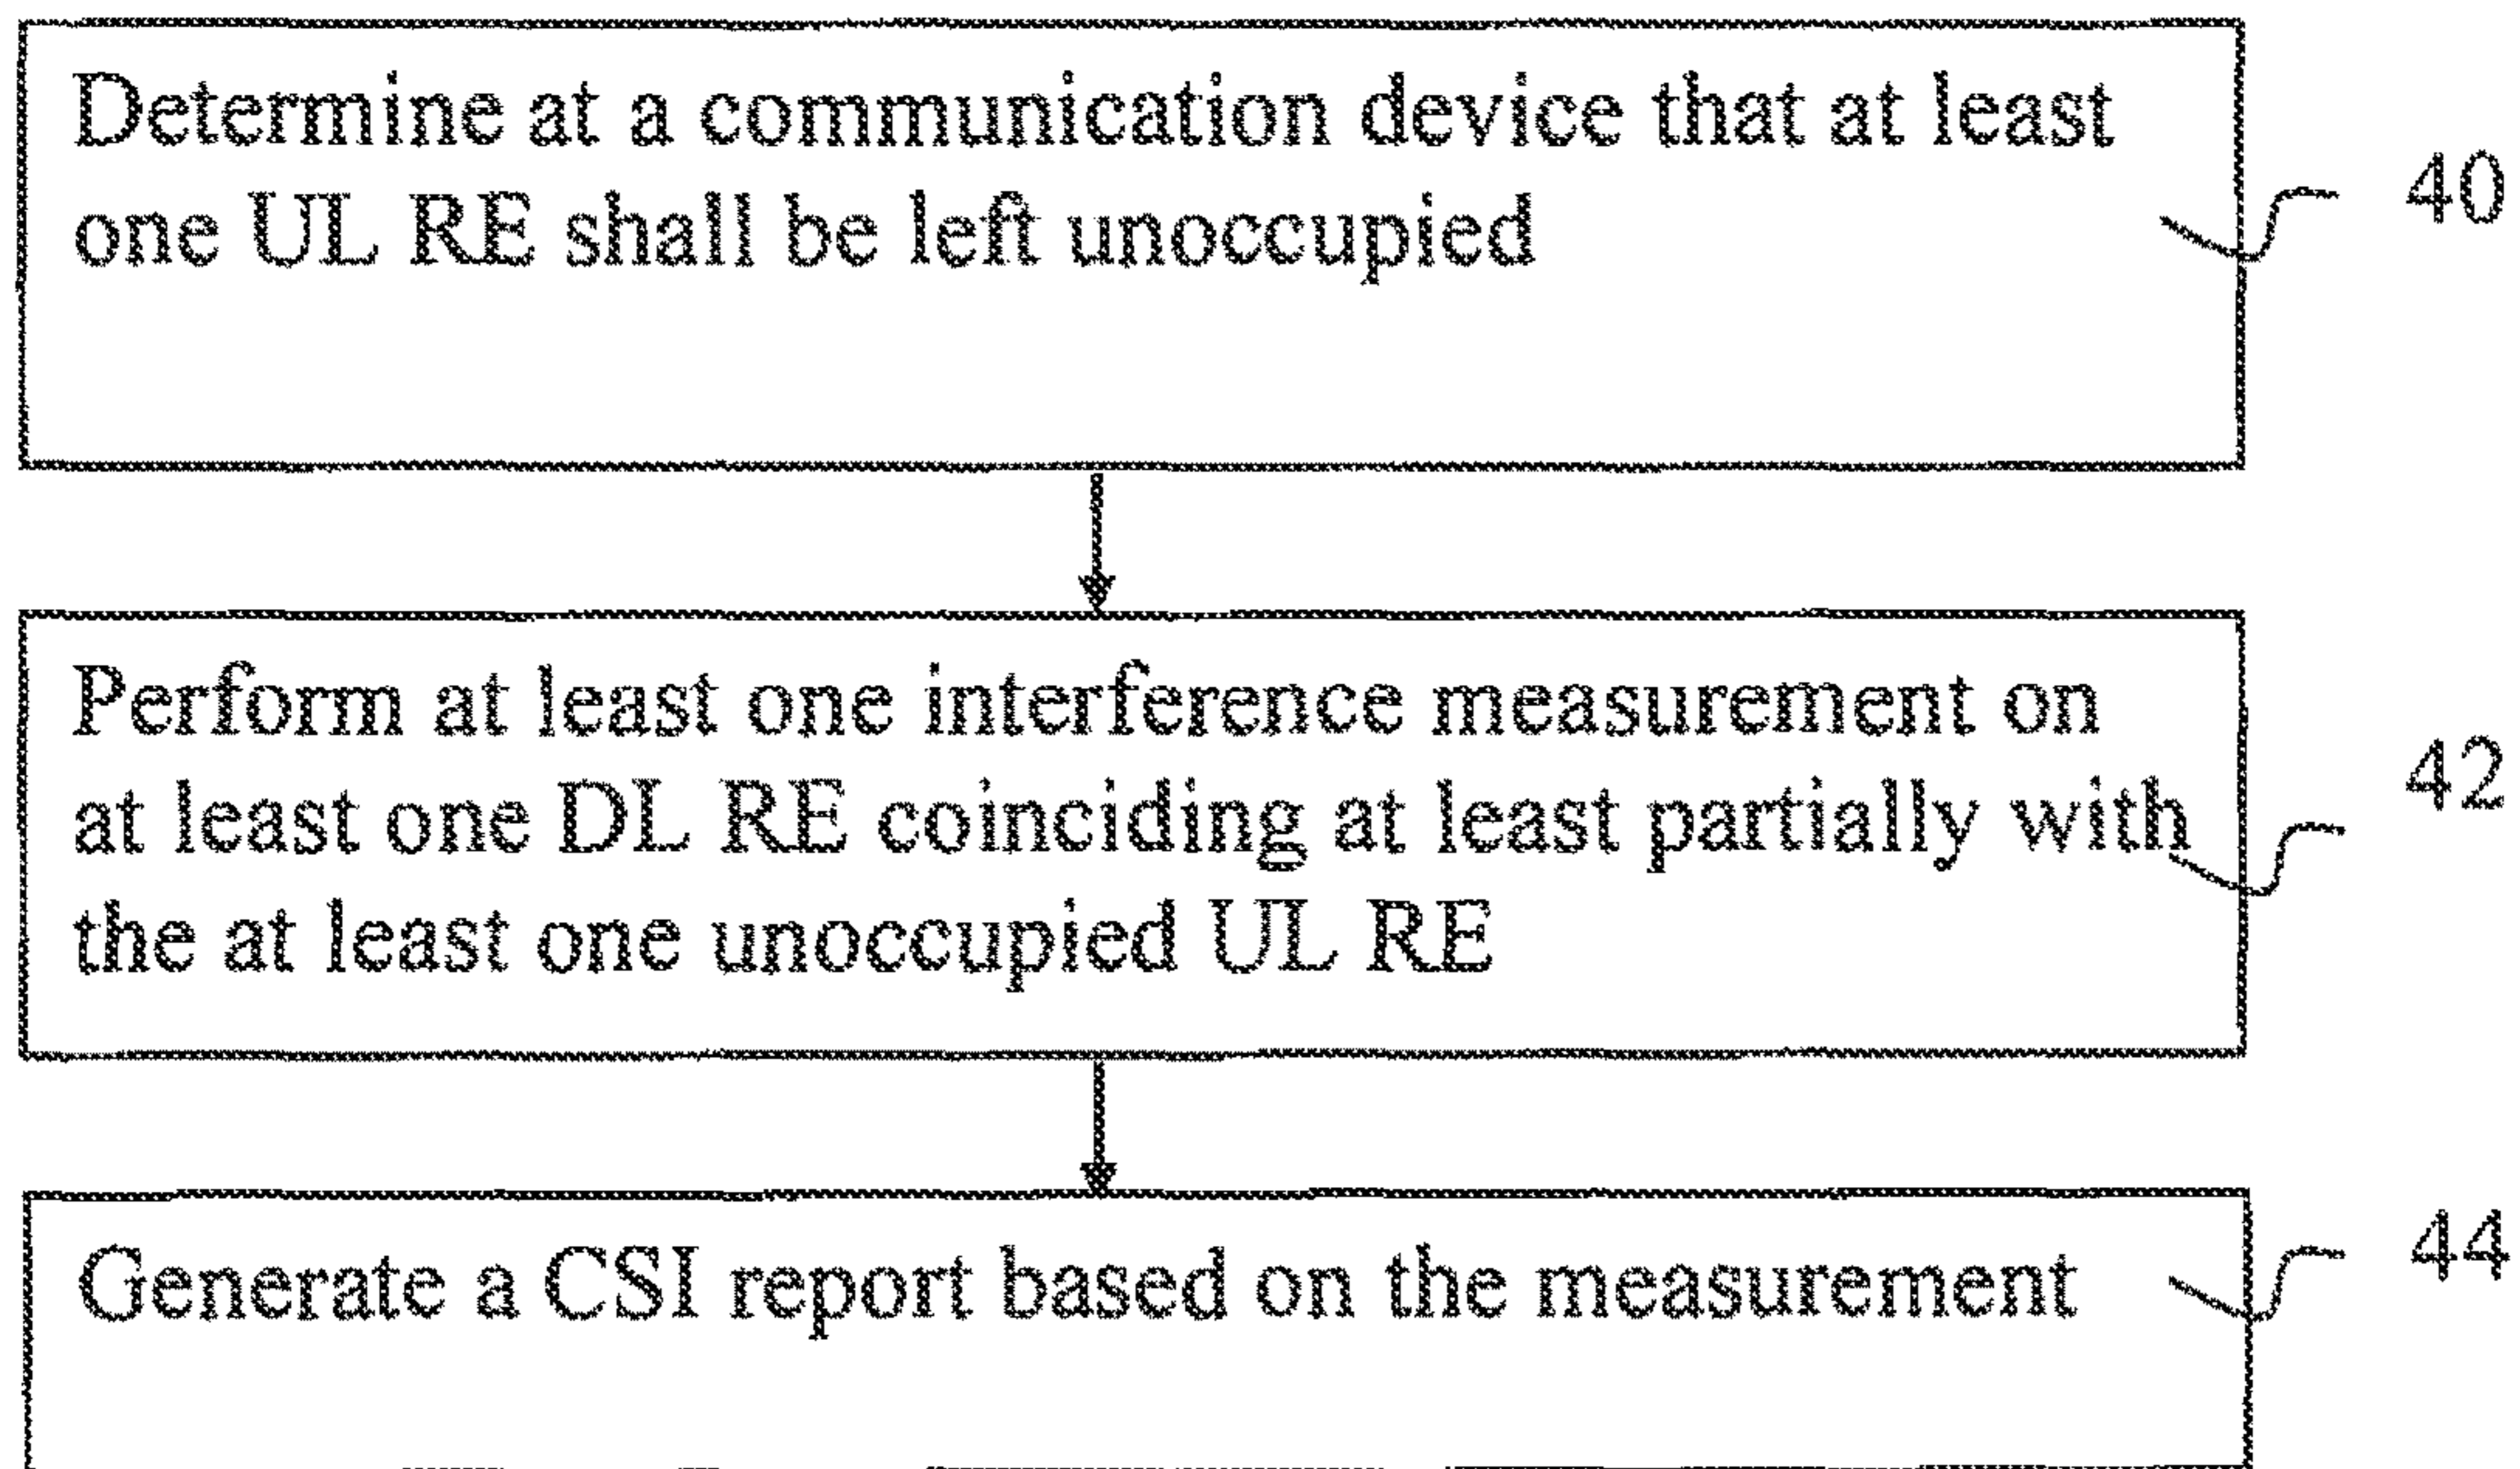 Determine at a communication device that at least
one UL RE shall be left unoccupied
40
Perform at least one interference measurement on
at least one DL RE coinciding at least partially with
the at least one unoccupied UL RE
42
Generate a CSI report based on the measurement
44